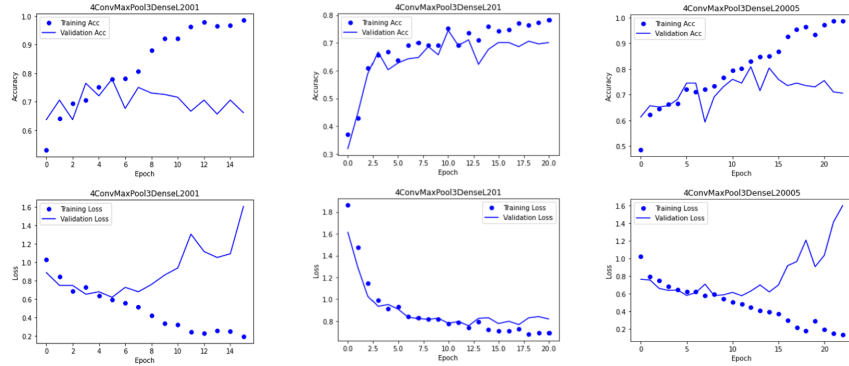 4ConvMaxPool3DenseL2001
Training Acc
Validation Acc
Accuracy
1.0
0.9
0.8
0.7
0.6
0 2 4 6 8 10 12 14
Epoch
4ConvMaxPool3DenseL201
Training Acc
Validation Acc
Accuracy
0.8
0.7
0.6
0.5
0.4
0.3
0.0 2.5 5.0 7.5 10.0 12.5 15.0 17.5 20.0
Epoch
4ConvMaxPool3DenseL20005
Training Acc
Validation Acc
Accuracy
1.0
0.9
0.8
0.7
0.6
0.5
0 5 10 15 20
Epoch
4ConvMaxPool3DenseL2001
Training Loss
Validation Loss
Loss
1.6
1.4
1.2
1.0
0.8
0.6
0.4
0.2
0 2 4 6 8 10 12 14
Epoch
4ConvMaxPool3DenseL201
Training Loss
Validation Loss
Loss
1.8
1.6
1.4
1.2
1.0
0.8
0.0 2.5 5.0 7.5 10.0 12.5 15.0 17.5 20.0
Epoch
4ConvMaxPool3DenseL20005
Training Loss
Validation Loss
Loss
1.6
1.4
1.2
1.0
0.8
0.6
0.4
0.2
0 5 10 15 20
Epoch